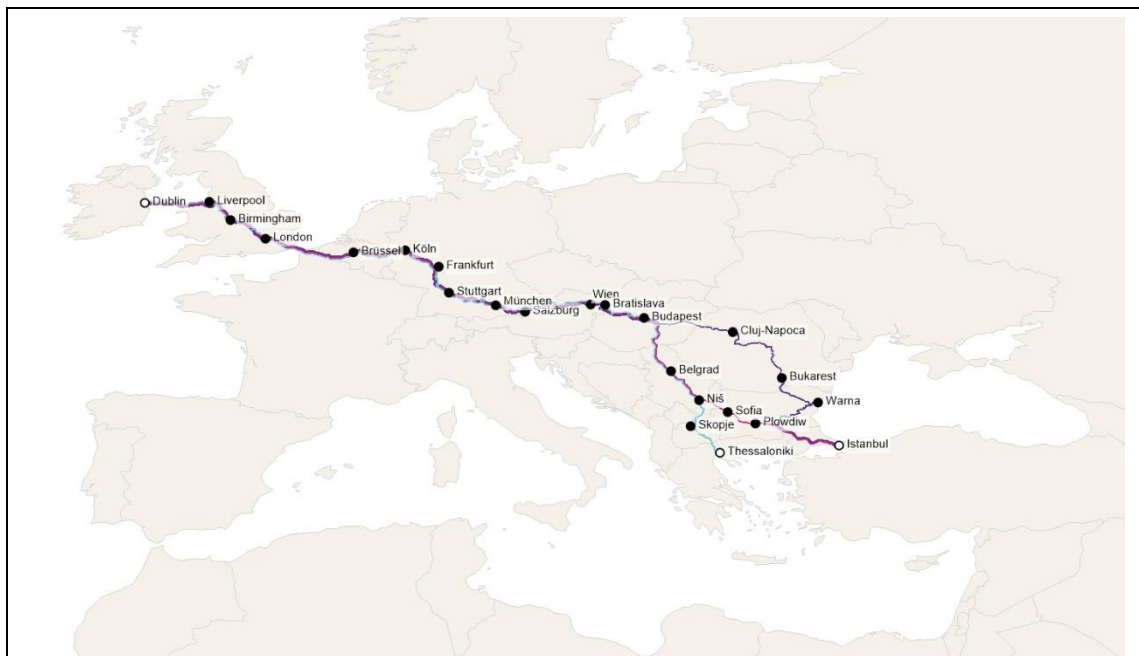 Dublin
Liverpool
Birmingham
London
Brüssel
Köln
Frankfurt
Stuttgart
München
Salzburg
Wien
Bratislava
Budapest
Cluj-Napoca
Belgrad
Bukarest
Niš
Warna
Sofia
Plowdiw
Skopje
Istanbul
Thessaloniki